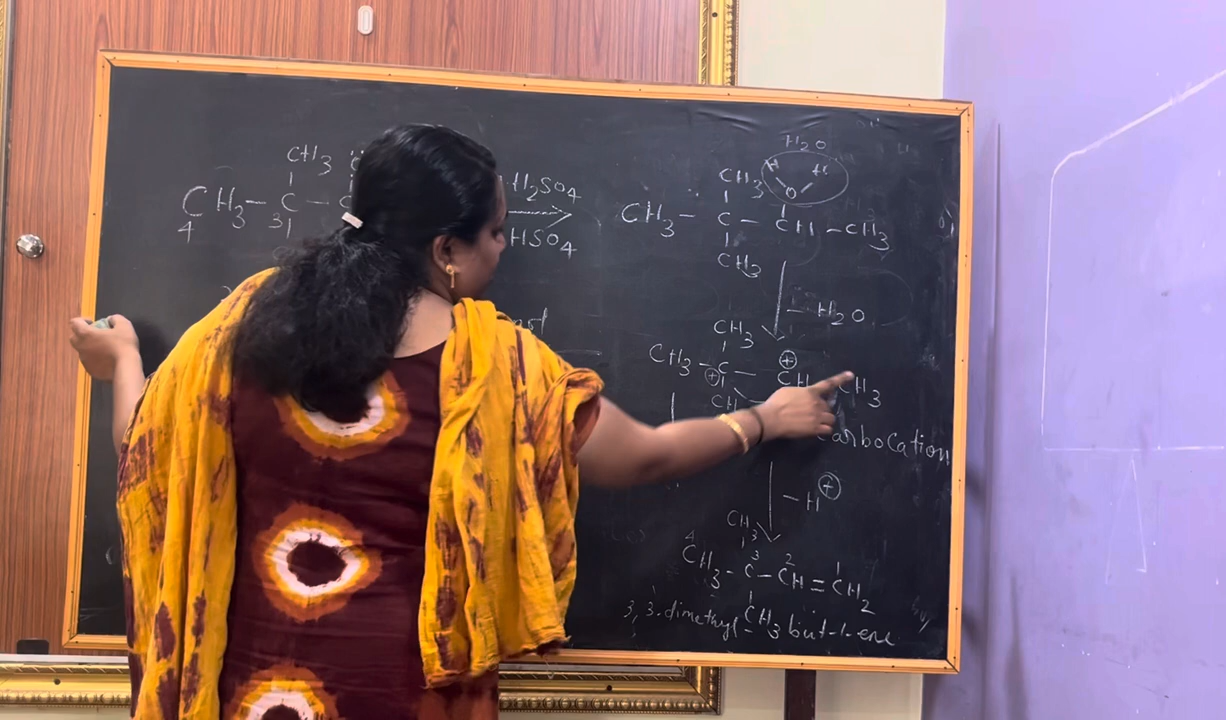 CH3
CH3 – C – C
4 3
H2SO4
HSO4
H2O
H H
O
CH3
CH3 – C – CH – CH3
CH3
– H2O
CH3
CH3 – C – CH CH3
⊕ ⊕
CH
carbocation
– H⊕
CH3
4 3 2 1
CH3 – C – CH = CH2
CH3
3, 3-dimethyl but-1-ene